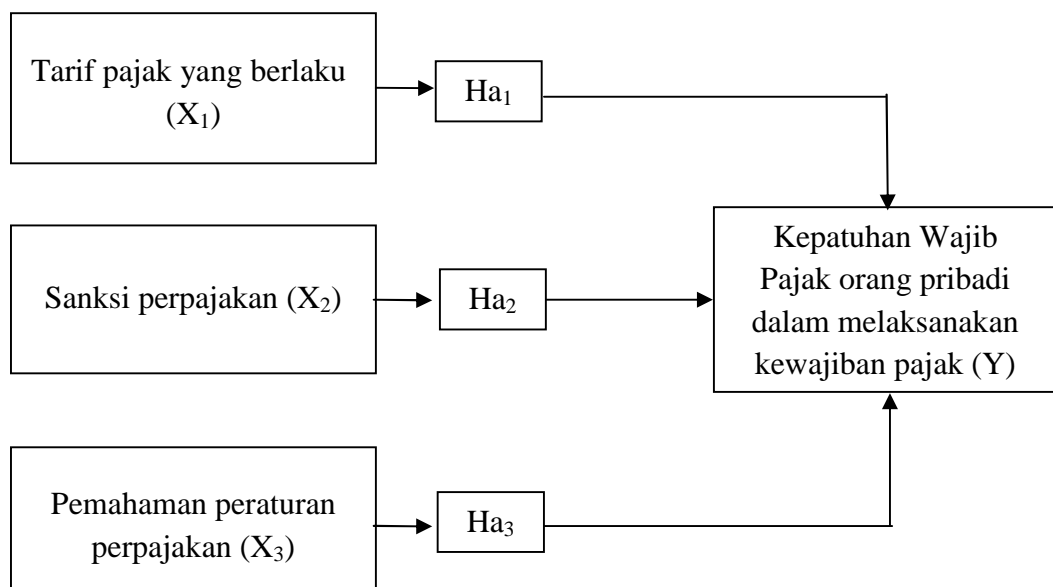 Tarif pajak yang berlaku
(X₁)
Ha₁
Sanksi perpajakan (X₂)
Ha₂
Kepatuhan Wajib
Pajak orang pribadi
dalam melaksanakan
kewajiban pajak (Y)
Pemahaman peraturan
perpajakan (X₃)
Ha₃